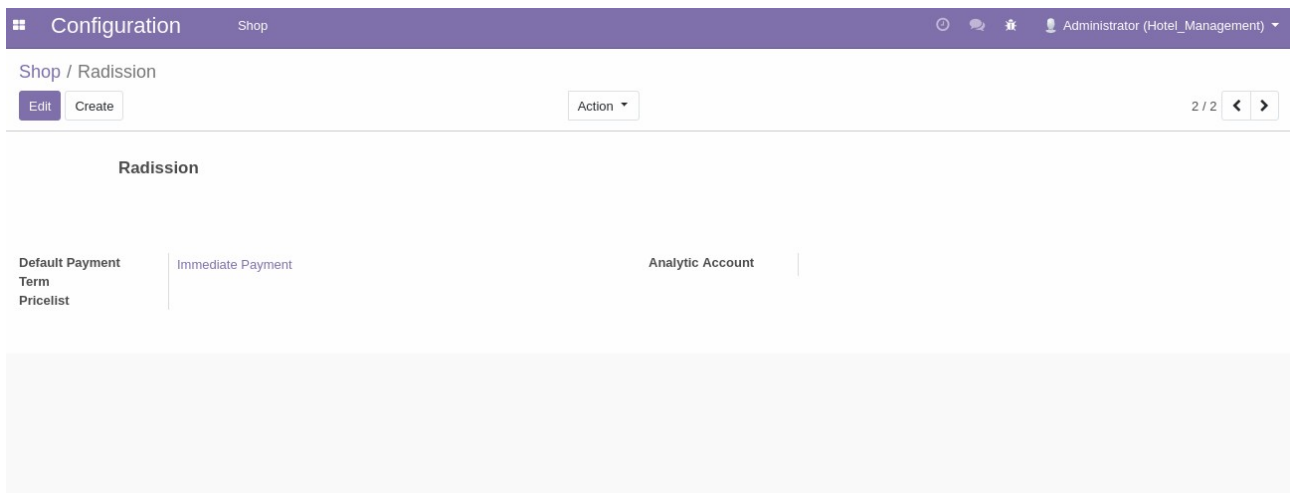 Configuration Shop Administrator (Hotel_Management)
Shop / Radission
Edit Create Action 2 / 2
Radission
Default Payment Immediate Payment Analytic Account
Term
Pricelist